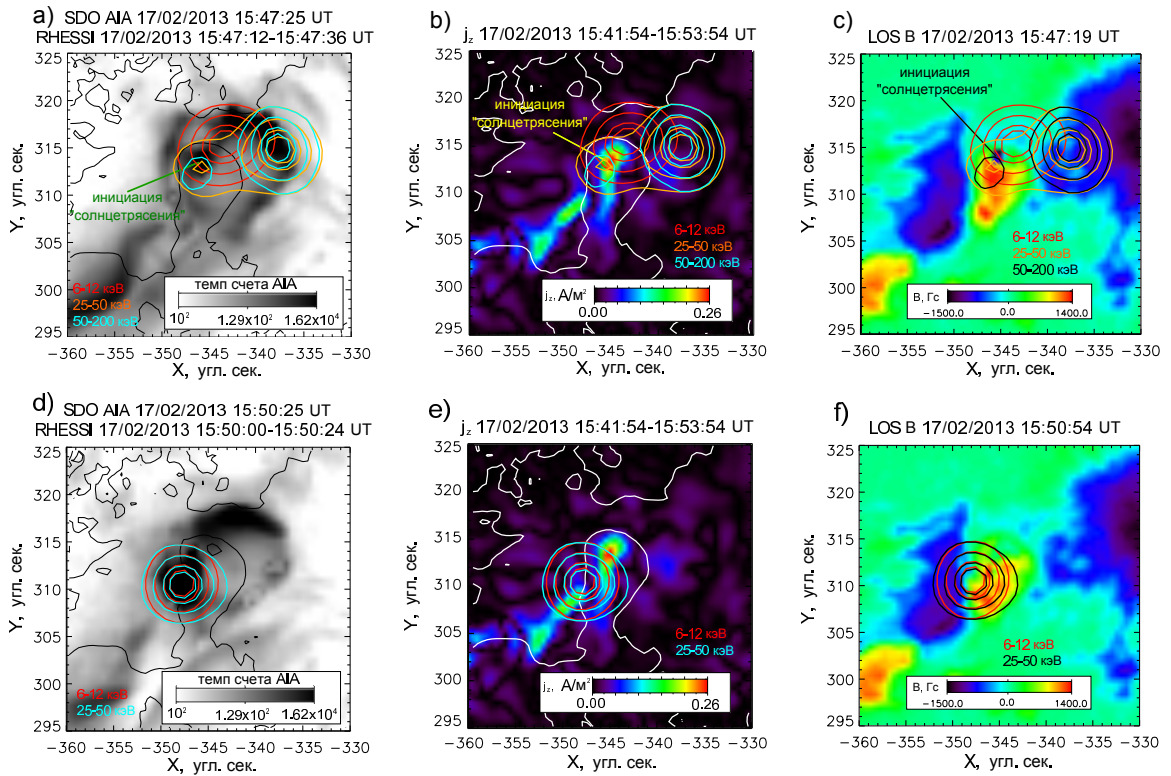 a) SDO AIA 17/02/2013 15:47:25 UT
RHESSI 17/02/2013 15:47:12-15:47:36 UT
325
320
315
310
305
300
295
Y, угл. сек.
инициация
"солнцетрясения"
6-12 кэВ
25-50 кэВ
50-200 кэВ
темп счета AIA
10² 1.29x10² 1.62x10⁴
-360 -355 -350 -345 -340 -335 -330
X, угл. сек.
b) jz 17/02/2013 15:41:54-15:53:54 UT
325
320
315
310
305
300
295
Y, угл. сек.
инициация
"солнцетрясения"
6-12 кэВ
25-50 кэВ
50-200 кэВ
jz, А/м²
0.00 0.26
-360 -355 -350 -345 -340 -335 -330
X, угл. сек.
c) LOS B 17/02/2013 15:47:19 UT
325
320
315
310
305
300
295
Y, угл. сек.
инициация
"солнцетрясения"
6-12 кэВ
25-50 кэВ
50-200 кэВ
В, Гс
-1500.0 0.0 1400.0
-360 -355 -350 -345 -340 -335 -330
X, угл. сек.
d) SDO AIA 17/02/2013 15:50:25 UT
RHESSI 17/02/2013 15:50:00-15:50:24 UT
325
320
315
310
305
300
295
Y, угл. сек.
6-12 кэВ
25-50 кэВ
темп счета AIA
10² 1.29x10² 1.62x10⁴
-360 -355 -350 -345 -340 -335 -330
X, угл. сек.
e) jz 17/02/2013 15:41:54-15:53:54 UT
325
320
315
310
305
300
295
Y, угл. сек.
6-12 кэВ
25-50 кэВ
jz, А/м²
0.00 0.26
-360 -355 -350 -345 -340 -335 -330
X, угл. сек.
f) LOS B 17/02/2013 15:50:54 UT
325
320
315
310
305
300
295
Y, угл. сек.
6-12 кэВ
25-50 кэВ
В, Гс
-1500.0 0.0 1400.0
-360 -355 -350 -345 -340 -335 -330
X, угл. сек.